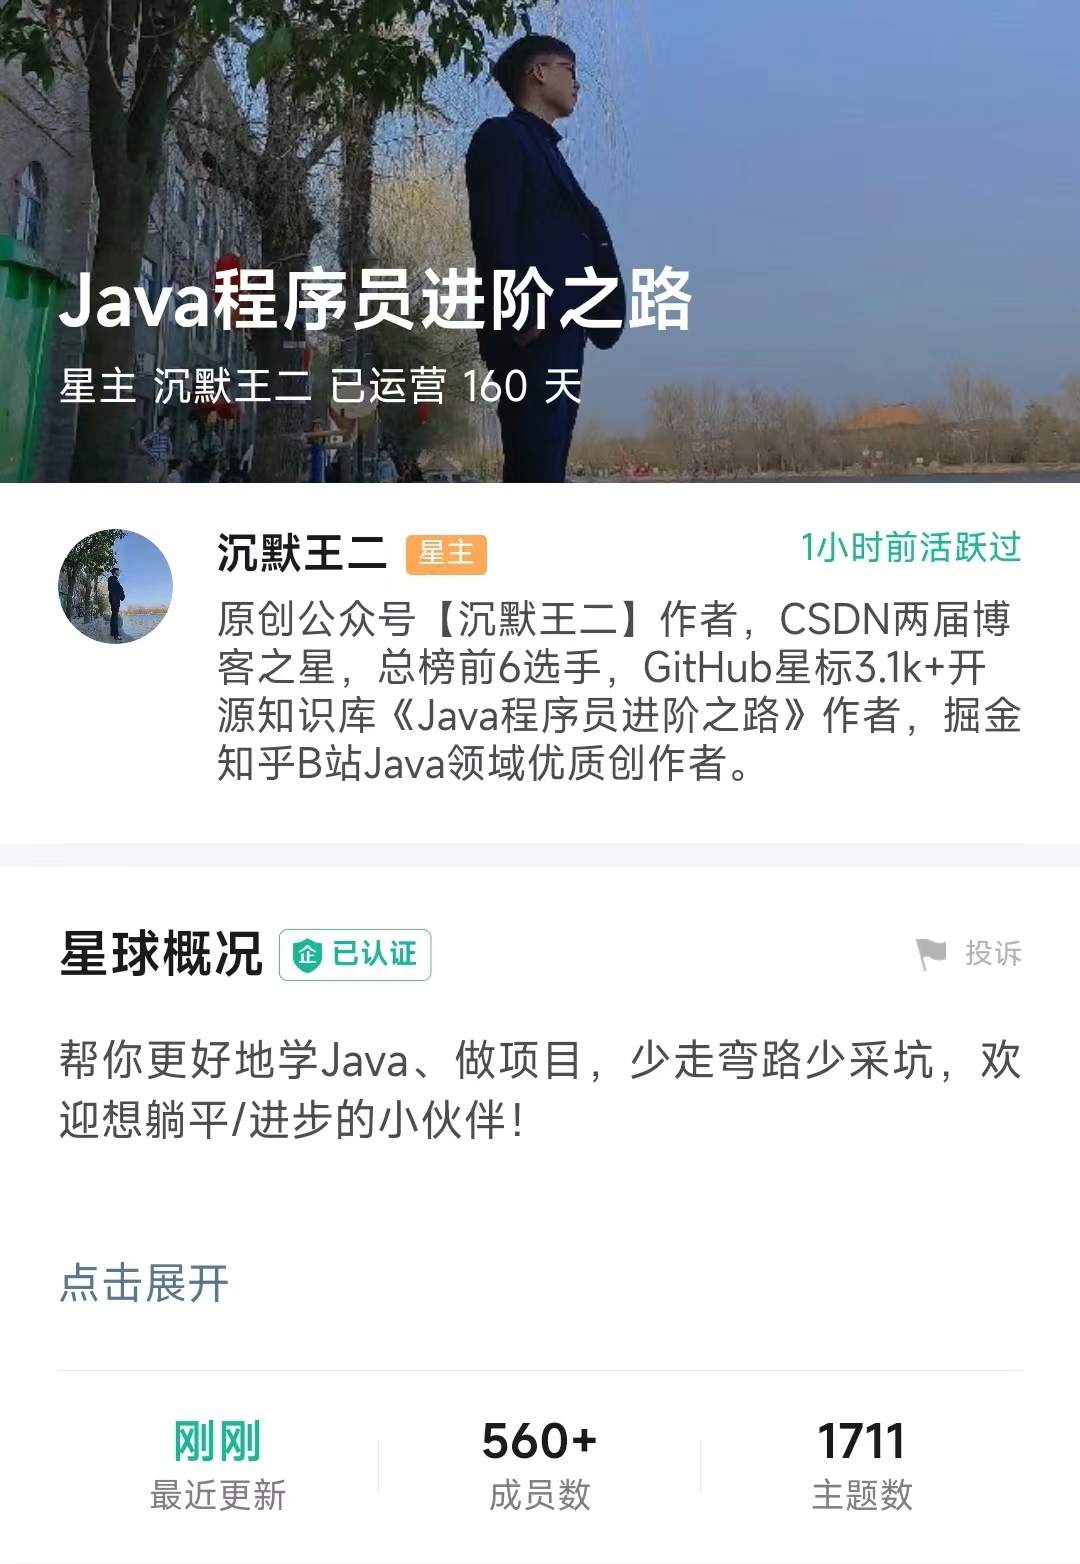 Java程序员进阶之路
星主 沉默王二 已运营 160 天
沉默王二 星主 1小时前活跃过
原创公众号【沉默王二】作者，CSDN两届博
客之星，总榜前6选手，GitHub星标3.1k+开
源知识库《Java程序员进阶之路》作者，掘金
知乎B站Java领域优质创作者。
星球概况 企 已认证 投诉
帮你更好地学Java、做项目，少走弯路少采坑，欢
迎想躺平/进步的小伙伴！
点击展开
刚刚 560+ 1711
最近更新 成员数 主题数